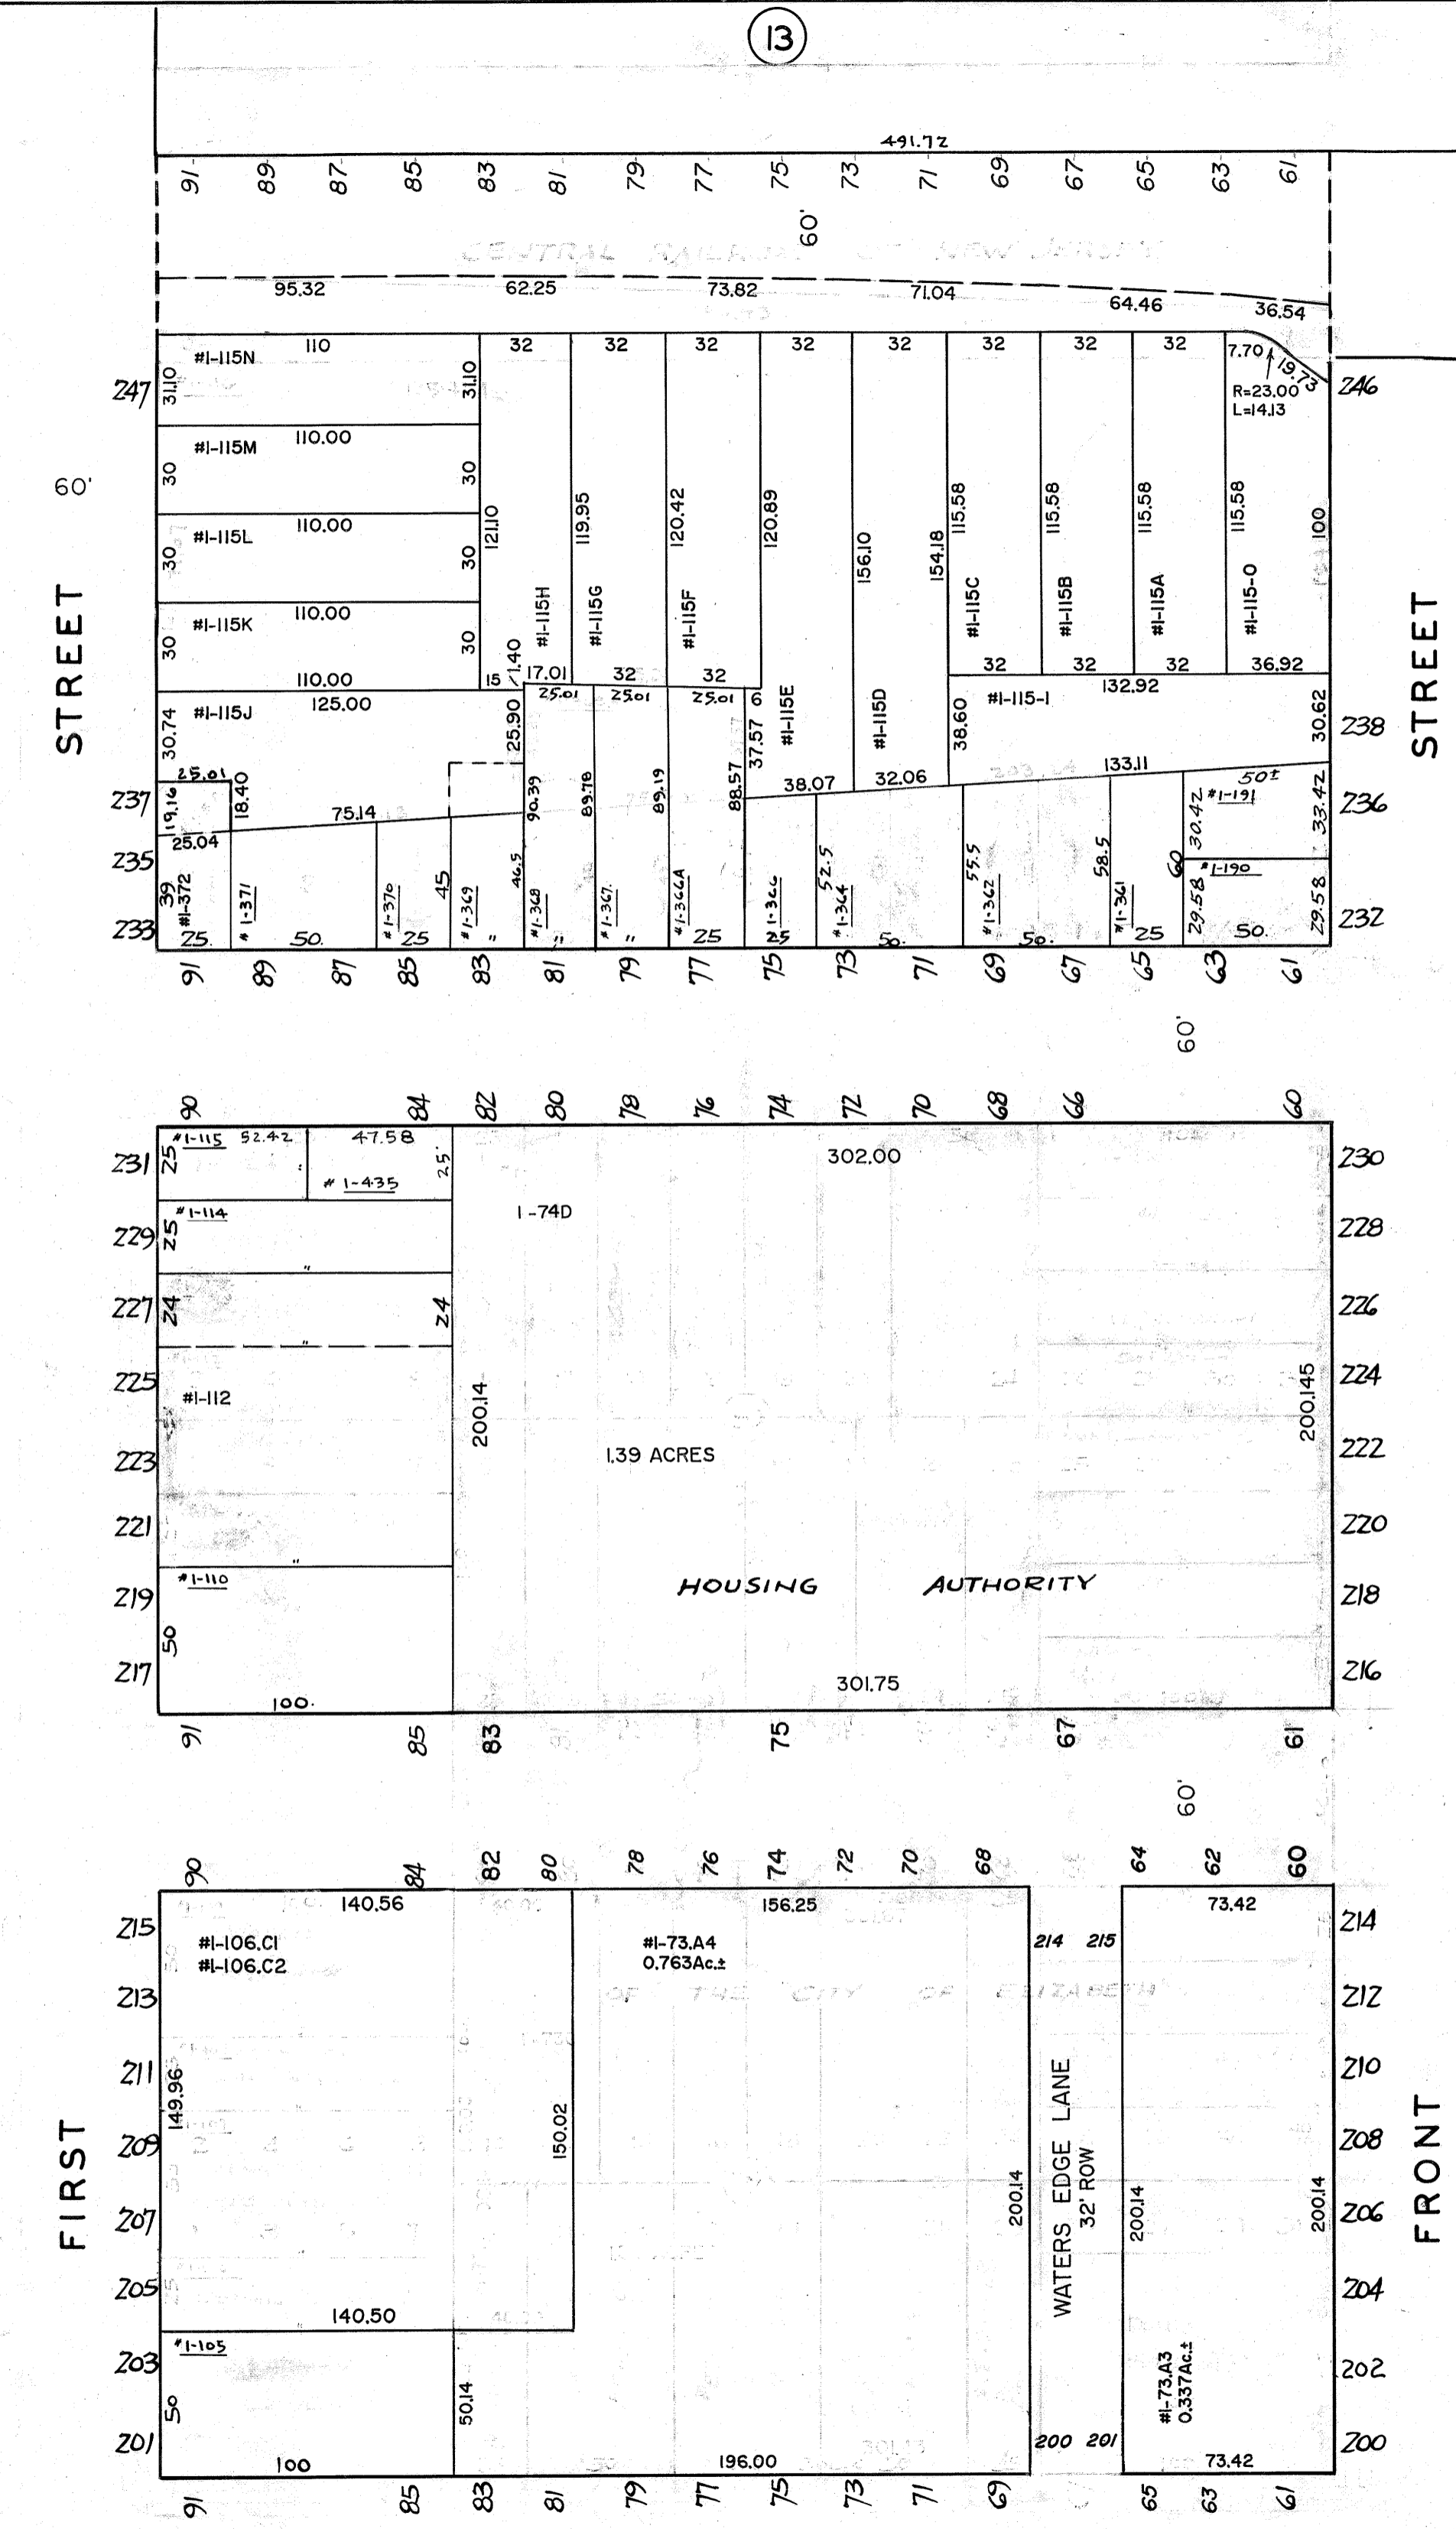 13
491.72
91 89 87 85 83 81 79 77 75 73 71 69 67 65 63 61
60'
95.32 62.25 73.82 71.04 64.46 36.54
110 32 32 32 32 32 32 32 32 7.70 19.73
R=23.00
L=14.13
247 #1-115N 31.10 31.10 246
110.00
#1-115M 30 30
60'
110.00
#1-115L 30 30
121.10 119.95 120.42 120.89 156.10 154.18 115.58 115.58 115.58 115.58 100
110.00
#1-115K 30 30
#1-115H #1-115G #1-115F #1-115C #1-115B #1-115A #1-115-O
110.00 15 1.40 17.01 32 32 32 32 32 36.92
125.00 25.01 25.01 25.01 6
#1-115J 30.74 25.90 37.57 #1-115E #1-115D 38.60 #1-115-1 132.92 30.62 238
STREET STREET
25.01 38.07 32.06 133.11
237 19.16 18.40 75.14 90.39 89.78 89.19 88.57 50± 236
#1-191 30.42 33.42
25.04
235 39 45 46.5 52.5 55.5 58.5 60
#1-190 29.58 29.58
#1-372 #1-371 #1-370 #1-369 #1-368 #1-367. #1-366A #1-366 #1-364 #1-362 #1-361
233 25. 50. 25 " " " 25 25 50. 50. 25 50. 232
91 89 87 85 83 81 79 77 75 73 71 69 67 65 63 61
60'
90 84 82 80 78 76 74 72 70 68 66 60
#1-115 52.42 47.58
231 25 " # 1-435 25' 302.00 230
#1-114
229 25 1-74D 228
"
227 24 24 226
"
225 #1-112 200.14 200.145 224
223 1.39 ACRES 222
221 220
"
#1-110
219 HOUSING AUTHORITY 218
50
217 301.75 216
100.
91 85 83 75 67 61
60'
90 84 82 80 78 76 74 72 70 68 64 62 60
140.56 156.25 73.42
215 #1-106.C1 #1-73.A4 214 215 214
#1-106.C2 0.763Ac.±
213 OF THE CITY OF ELIZABETH 212
211 149.96 210
209 150.02 208
FIRST WATERS EDGE LANE FRONT
32' ROW
207 200.14 200.14 200.14 206
205 204
140.50
#1-105
203 #1-73.A3 202
0.337Ac.±
50 50.14
201 200 201 200
100 196.00 73.42
91 85 83 81 79 77 75 73 71 69 65 63 61